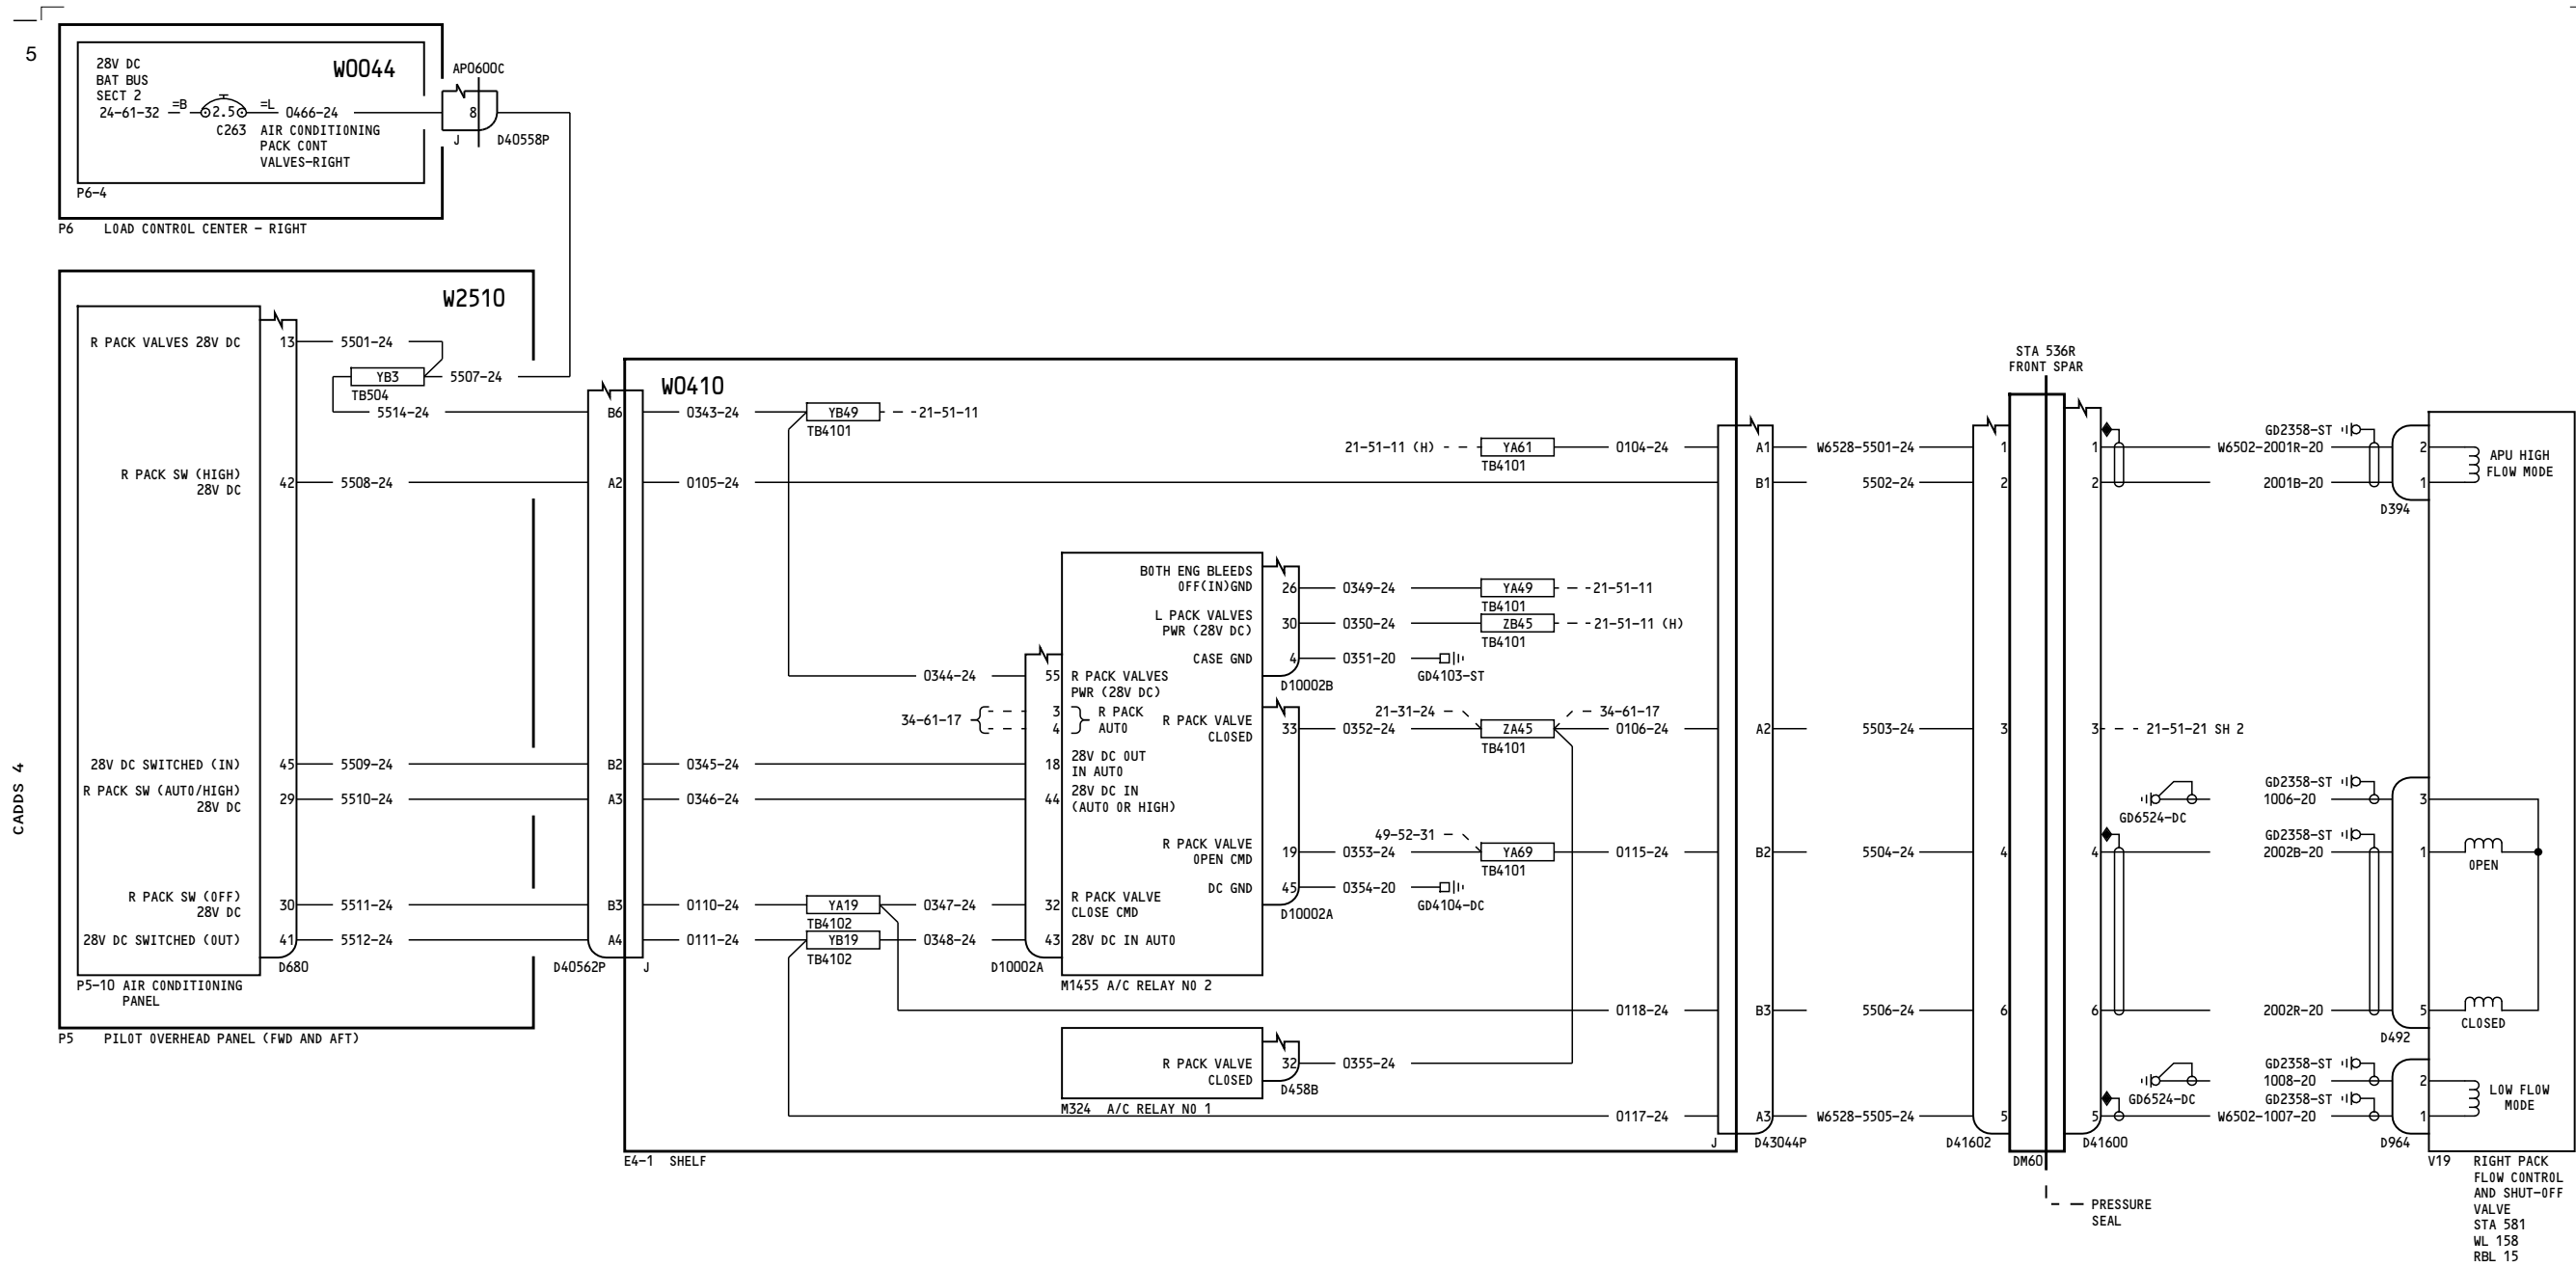 5
28V DC
BAT BUS
SECT 2
24-61-32
=B
2.5
=L
0466-24
C263
AIR CONDITIONING
PACK CONT
VALVES-RIGHT
W0044
P6-4
P6 LOAD CONTROL CENTER - RIGHT
AP0600C
8
J
D40558P
W2510
R PACK VALVES 28V DC
13
5501-24
YB3
TB504
5507-24
5514-24
R PACK SW (HIGH)
28V DC
42
5508-24
28V DC SWITCHED (IN)
45
5509-24
R PACK SW (AUTO/HIGH)
28V DC
29
5510-24
R PACK SW (OFF)
28V DC
30
5511-24
28V DC SWITCHED (OUT)
41
5512-24
D680
P5-10 AIR CONDITIONING
PANEL
P5 PILOT OVERHEAD PANEL (FWD AND AFT)
CADDS 4
B6
A2
B2
A3
B3
A4
D40562P
J
W0410
0343-24
YB49
TB4101
21-51-11
0105-24
0344-24
34-61-17
0345-24
0346-24
0110-24
YA19
TB4102
0347-24
0111-24
YB19
TB4102
0348-24
55
3
4
18
44
32
43
D10002A
R PACK VALVES
PWR (28V DC)
R PACK
AUTO
28V DC OUT
IN AUTO
28V DC IN
(AUTO OR HIGH)
R PACK VALVE
CLOSE CMD
28V DC IN AUTO
M1455 A/C RELAY NO 2
BOTH ENG BLEEDS
OFF(IN)GND
26
0349-24
YA49
TB4101
21-51-11
L PACK VALVES
PWR (28V DC)
30
0350-24
ZB45
TB4101
21-51-11 (H)
CASE GND
4
0351-20
GD4103-ST
D10002B
R PACK VALVE
CLOSED
33
0352-24
21-31-24
ZA45
TB4101
34-61-17
0106-24
R PACK VALVE
OPEN CMD
19
0353-24
49-52-31
YA69
TB4101
0115-24
DC GND
45
0354-20
GD4104-DC
D10002A
0118-24
R PACK VALVE
CLOSED
32
0355-24
D458B
M324 A/C RELAY NO 1
0117-24
E4-1 SHELF
21-51-11 (H)
YA61
TB4101
0104-24
A1
B1
A2
B2
B3
A3
J
D43044P
W6528-5501-24
5502-24
5503-24
5504-24
5506-24
W6528-5505-24
1
2
3
4
6
5
D41602
STA 536R
FRONT SPAR
DM60
PRESSURE
SEAL
1
2
3
21-51-21 SH 2
4
6
5
D41600
GD2358-ST
W6502-2001R-20
2001B-20
2
1
D394
APU HIGH
FLOW MODE
GD2358-ST
1006-20
GD6524-DC
GD2358-ST
2002B-20
2002R-20
3
1
5
D492
OPEN
CLOSED
GD2358-ST
1008-20
GD6524-DC
GD2358-ST
W6502-1007-20
2
1
D964
LOW FLOW
MODE
V19 RIGHT PACK
FLOW CONTROL
AND SHUT-OFF
VALVE
STA 581
WL 158
RBL 15